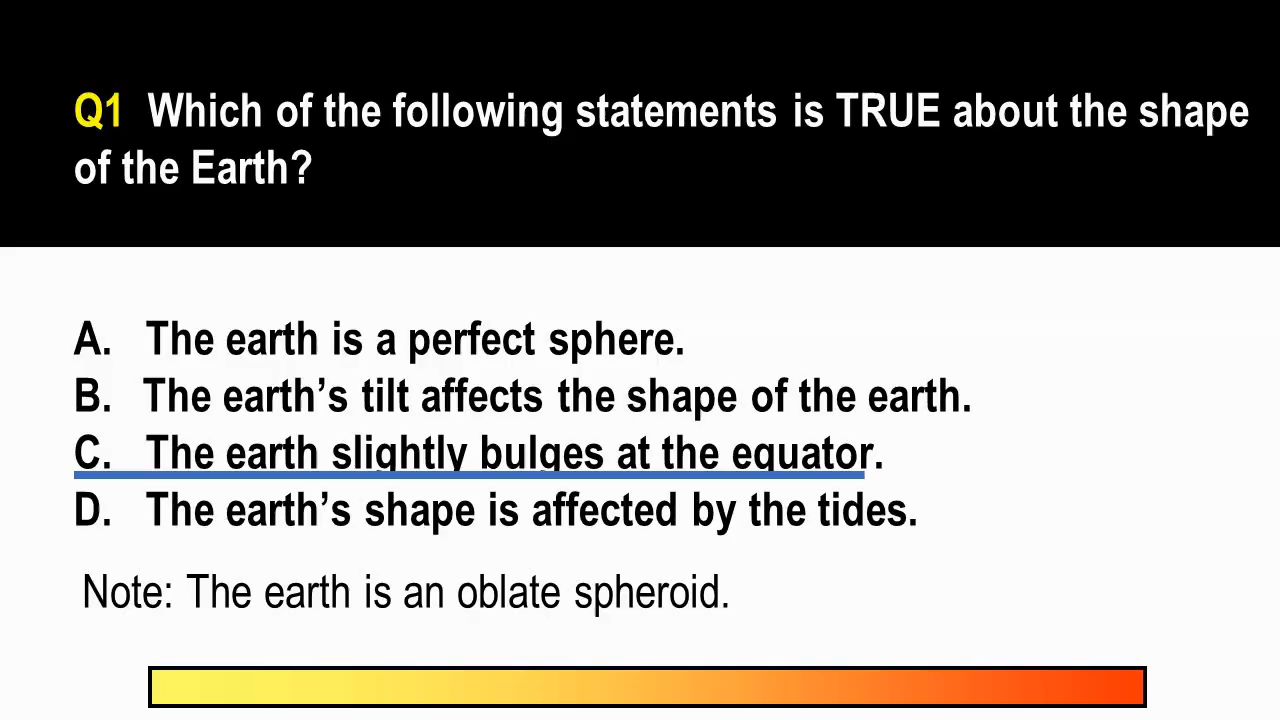 Q1 Which of the following statements is TRUE about the shape
of the Earth?
A. The earth is a perfect sphere.
B. The earth’s tilt affects the shape of the earth.
C. The earth slightly bulges at the equator.
D. The earth’s shape is affected by the tides.
Note: The earth is an oblate spheroid.